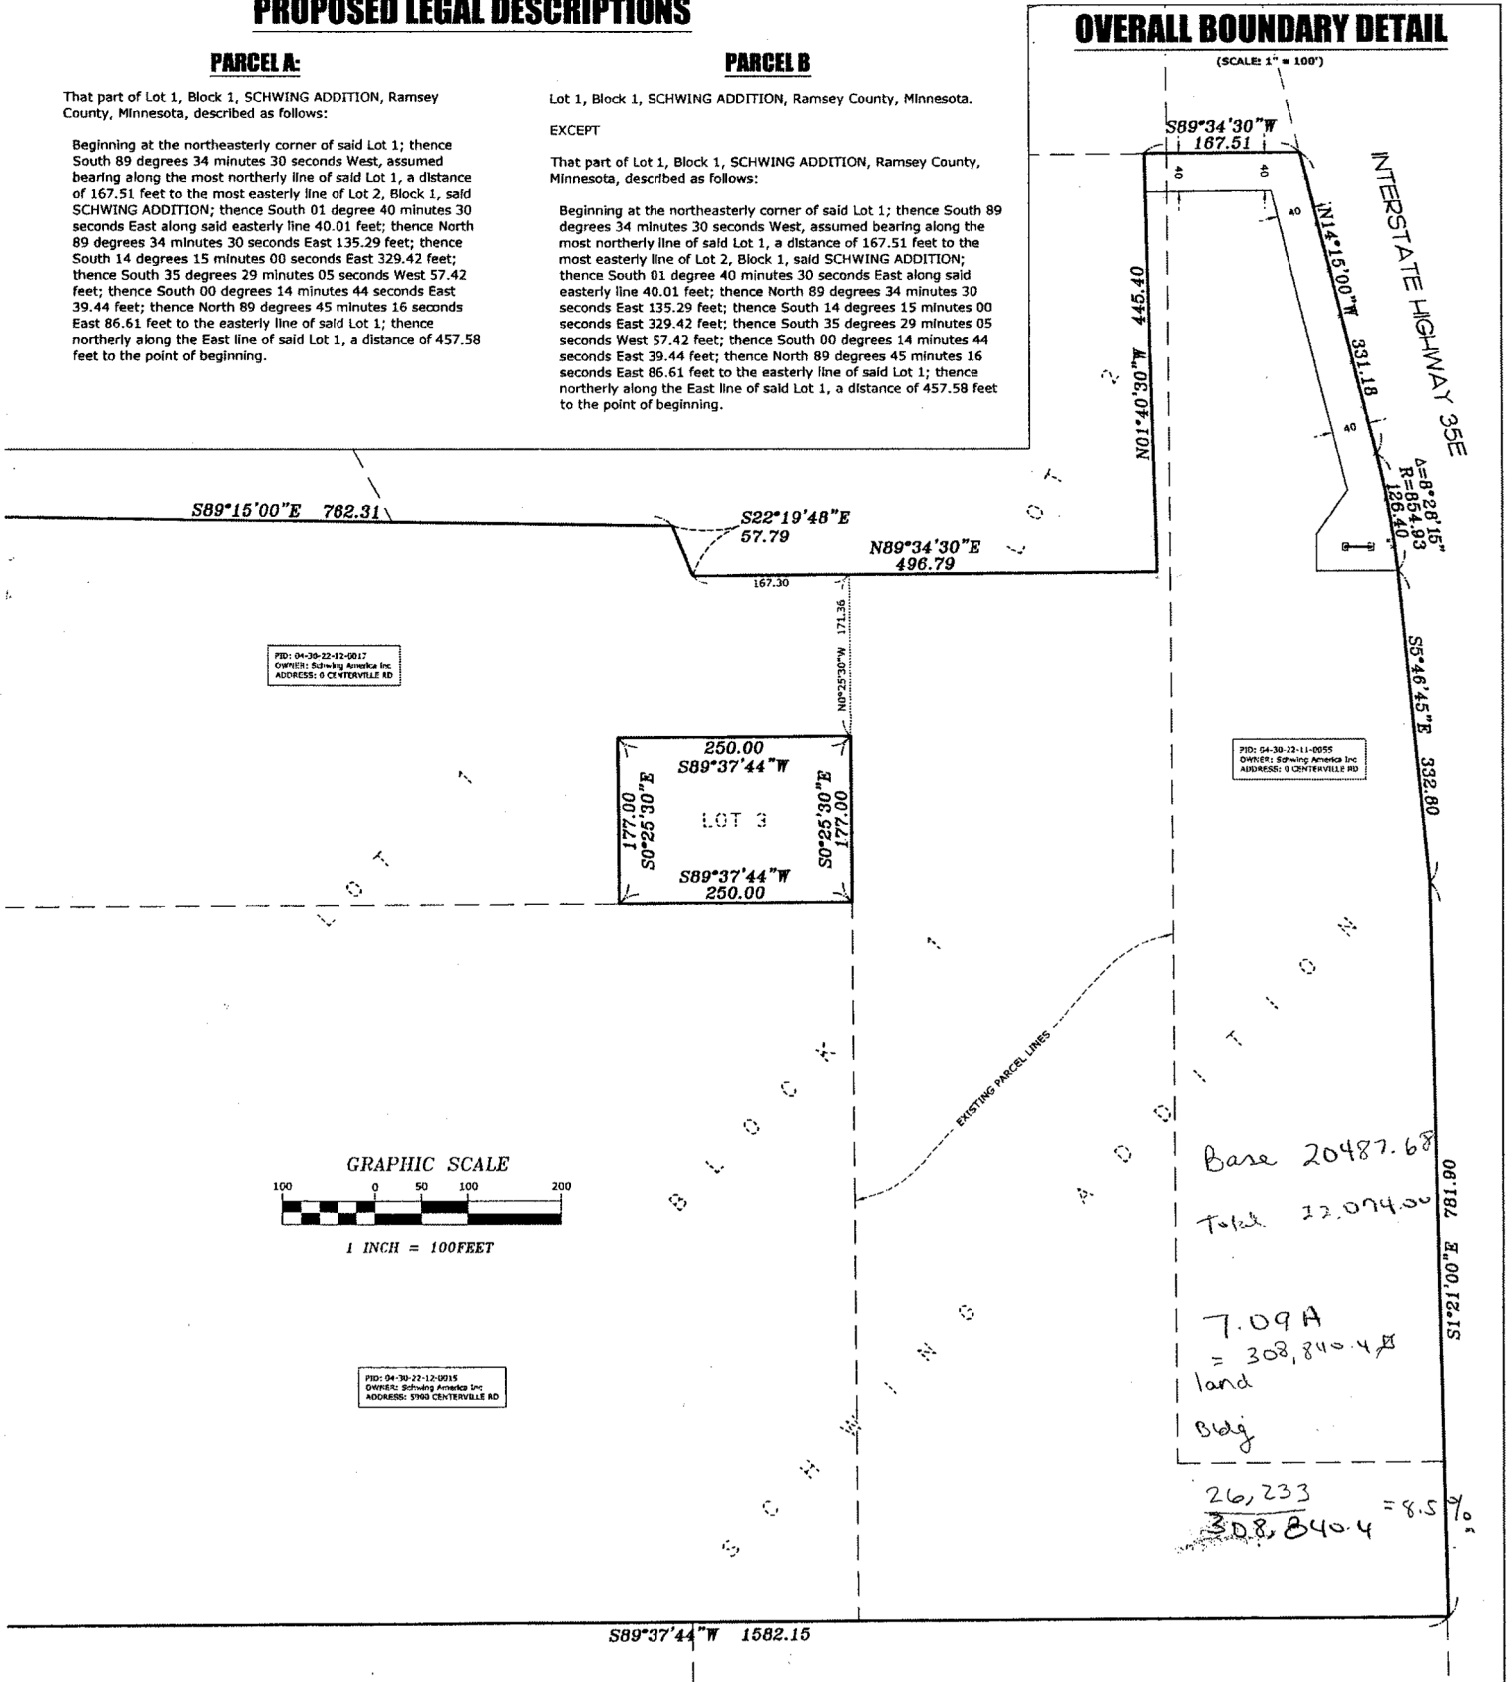 PROPOSED LEGAL DESCRIPTIONS
PARCEL A:
That part of Lot 1, Block 1, SCHWING ADDITION, Ramsey
County, Minnesota, described as follows:
Beginning at the northeasterly corner of said Lot 1; thence
South 89 degrees 34 minutes 30 seconds West, assumed
bearing along the most northerly line of said Lot 1, a distance
of 167.51 feet to the most easterly line of Lot 2, Block 1, said
SCHWING ADDITION; thence South 01 degree 40 minutes 30
seconds East along said easterly line 40.01 feet; thence North
89 degrees 34 minutes 30 seconds East 135.29 feet; thence
South 14 degrees 15 minutes 00 seconds East 329.42 feet;
thence South 35 degrees 29 minutes 05 seconds West 57.42
feet; thence South 00 degrees 14 minutes 44 seconds East
39.44 feet; thence North 89 degrees 45 minutes 16 seconds
East 86.61 feet to the easterly line of said Lot 1; thence
northerly along the East line of said Lot 1, a distance of 457.58
feet to the point of beginning.
PARCEL B
Lot 1, Block 1, SCHWING ADDITION, Ramsey County, Minnesota.
EXCEPT
That part of Lot 1, Block 1, SCHWING ADDITION, Ramsey County,
Minnesota, described as follows:
Beginning at the northeasterly corner of said Lot 1; thence South 89
degrees 34 minutes 30 seconds West, assumed bearing along the
most northerly line of said Lot 1, a distance of 167.51 feet to the
most easterly line of Lot 2, Block 1, said SCHWING ADDITION;
thence South 01 degree 40 minutes 30 seconds East along said
easterly line 40.01 feet; thence North 89 degrees 34 minutes 30
seconds East 135.29 feet; thence South 14 degrees 15 minutes 00
seconds East 329.42 feet; thence South 35 degrees 29 minutes 05
seconds West 57.42 feet; thence South 00 degrees 14 minutes 44
seconds East 39.44 feet; thence North 89 degrees 45 minutes 16
seconds East 86.61 feet to the easterly line of said Lot 1; thence
northerly along the East line of said Lot 1, a distance of 457.58 feet
to the point of beginning.
OVERALL BOUNDARY DETAIL
(SCALE: 1" = 100')
S89°34'30"W
167.51
40
40
40
40
N14°15'00"W 331.18
INTERSTATE HIGHWAY 35E
N01°40'30"W 445.40
Δ=8°28'15"
R=854.93
126.40
LOT 2
S89°15'00"E 762.31
S22°19'48"E
57.79
N89°34'30"E
496.79
167.30
N0°25'30"W 171.36
PID: 04-30-22-12-0017
OWNER: Schwing America Inc
ADDRESS: 0 CENTERVILLE RD
S5°46'45"E 332.80
PID: 04-30-22-11-0055
OWNER: Schwing America Inc
ADDRESS: 0 CENTERVILLE RD
250.00
S89°37'44"W
177.00
S0°25'30"E
LOT 3
S0°25'30"E
177.00
S89°37'44"W
250.00
LOT 1
BLOCK 1
EXISTING PARCEL LINES
SCHWING ADDITION
GRAPHIC SCALE
100 0 50 100 200
1 INCH = 100FEET
Base 20487.68
Total 22,074.00
S1°21'00"E 781.90
7.09 A
= 308,840.4
land
Bldg
PID: 04-30-22-12-0015
OWNER: Schwing America Inc
ADDRESS: 5900 CENTERVILLE RD
26,233
308,840.4 = 8.5%
S89°37'44"W 1582.15